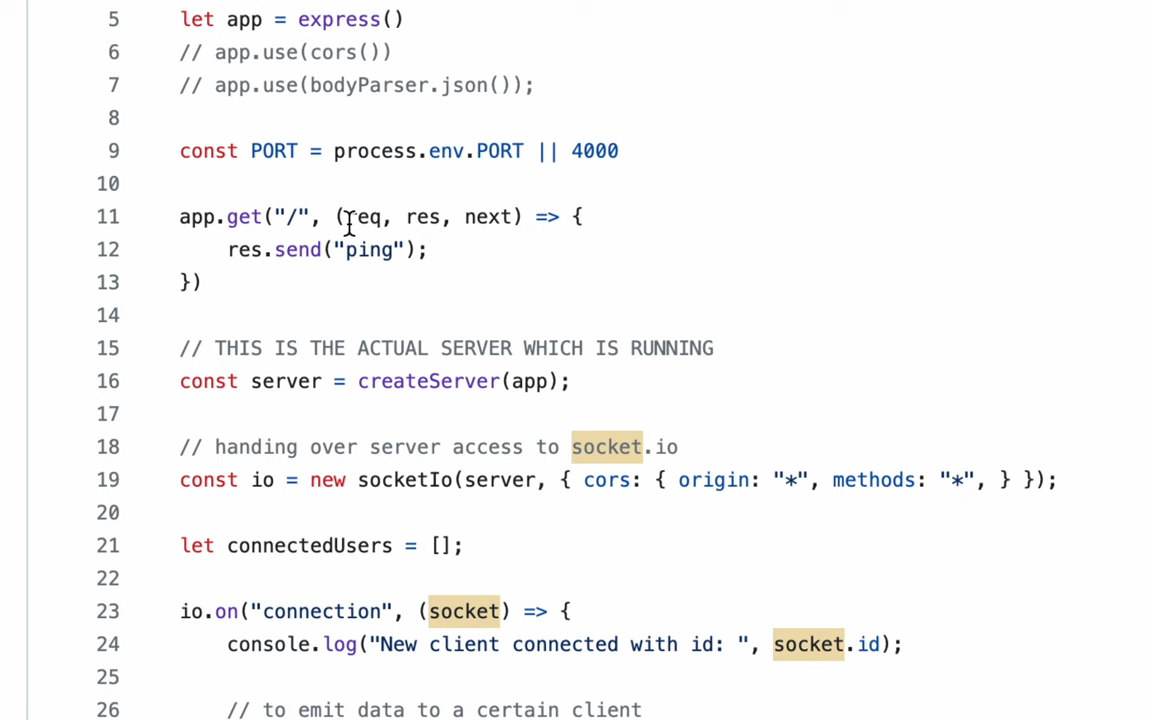 5 let app = express()
6 // app.use(cors())
7 // app.use(bodyParser.json());
8
9 const PORT = process.env.PORT || 4000
10
11 app.get("/", (req, res, next) => {
12 res.send("ping");
13 })
14
15 // THIS IS THE ACTUAL SERVER WHICH IS RUNNING
16 const server = createServer(app);
17
18 // handing over server access to socket.io
19 const io = new socketIo(server, { cors: { origin: "*", methods: "*", } });
20
21 let connectedUsers = [];
22
23 io.on("connection", (socket) => {
24 console.log("New client connected with id: ", socket.id);
25
26 // to emit data to a certain client